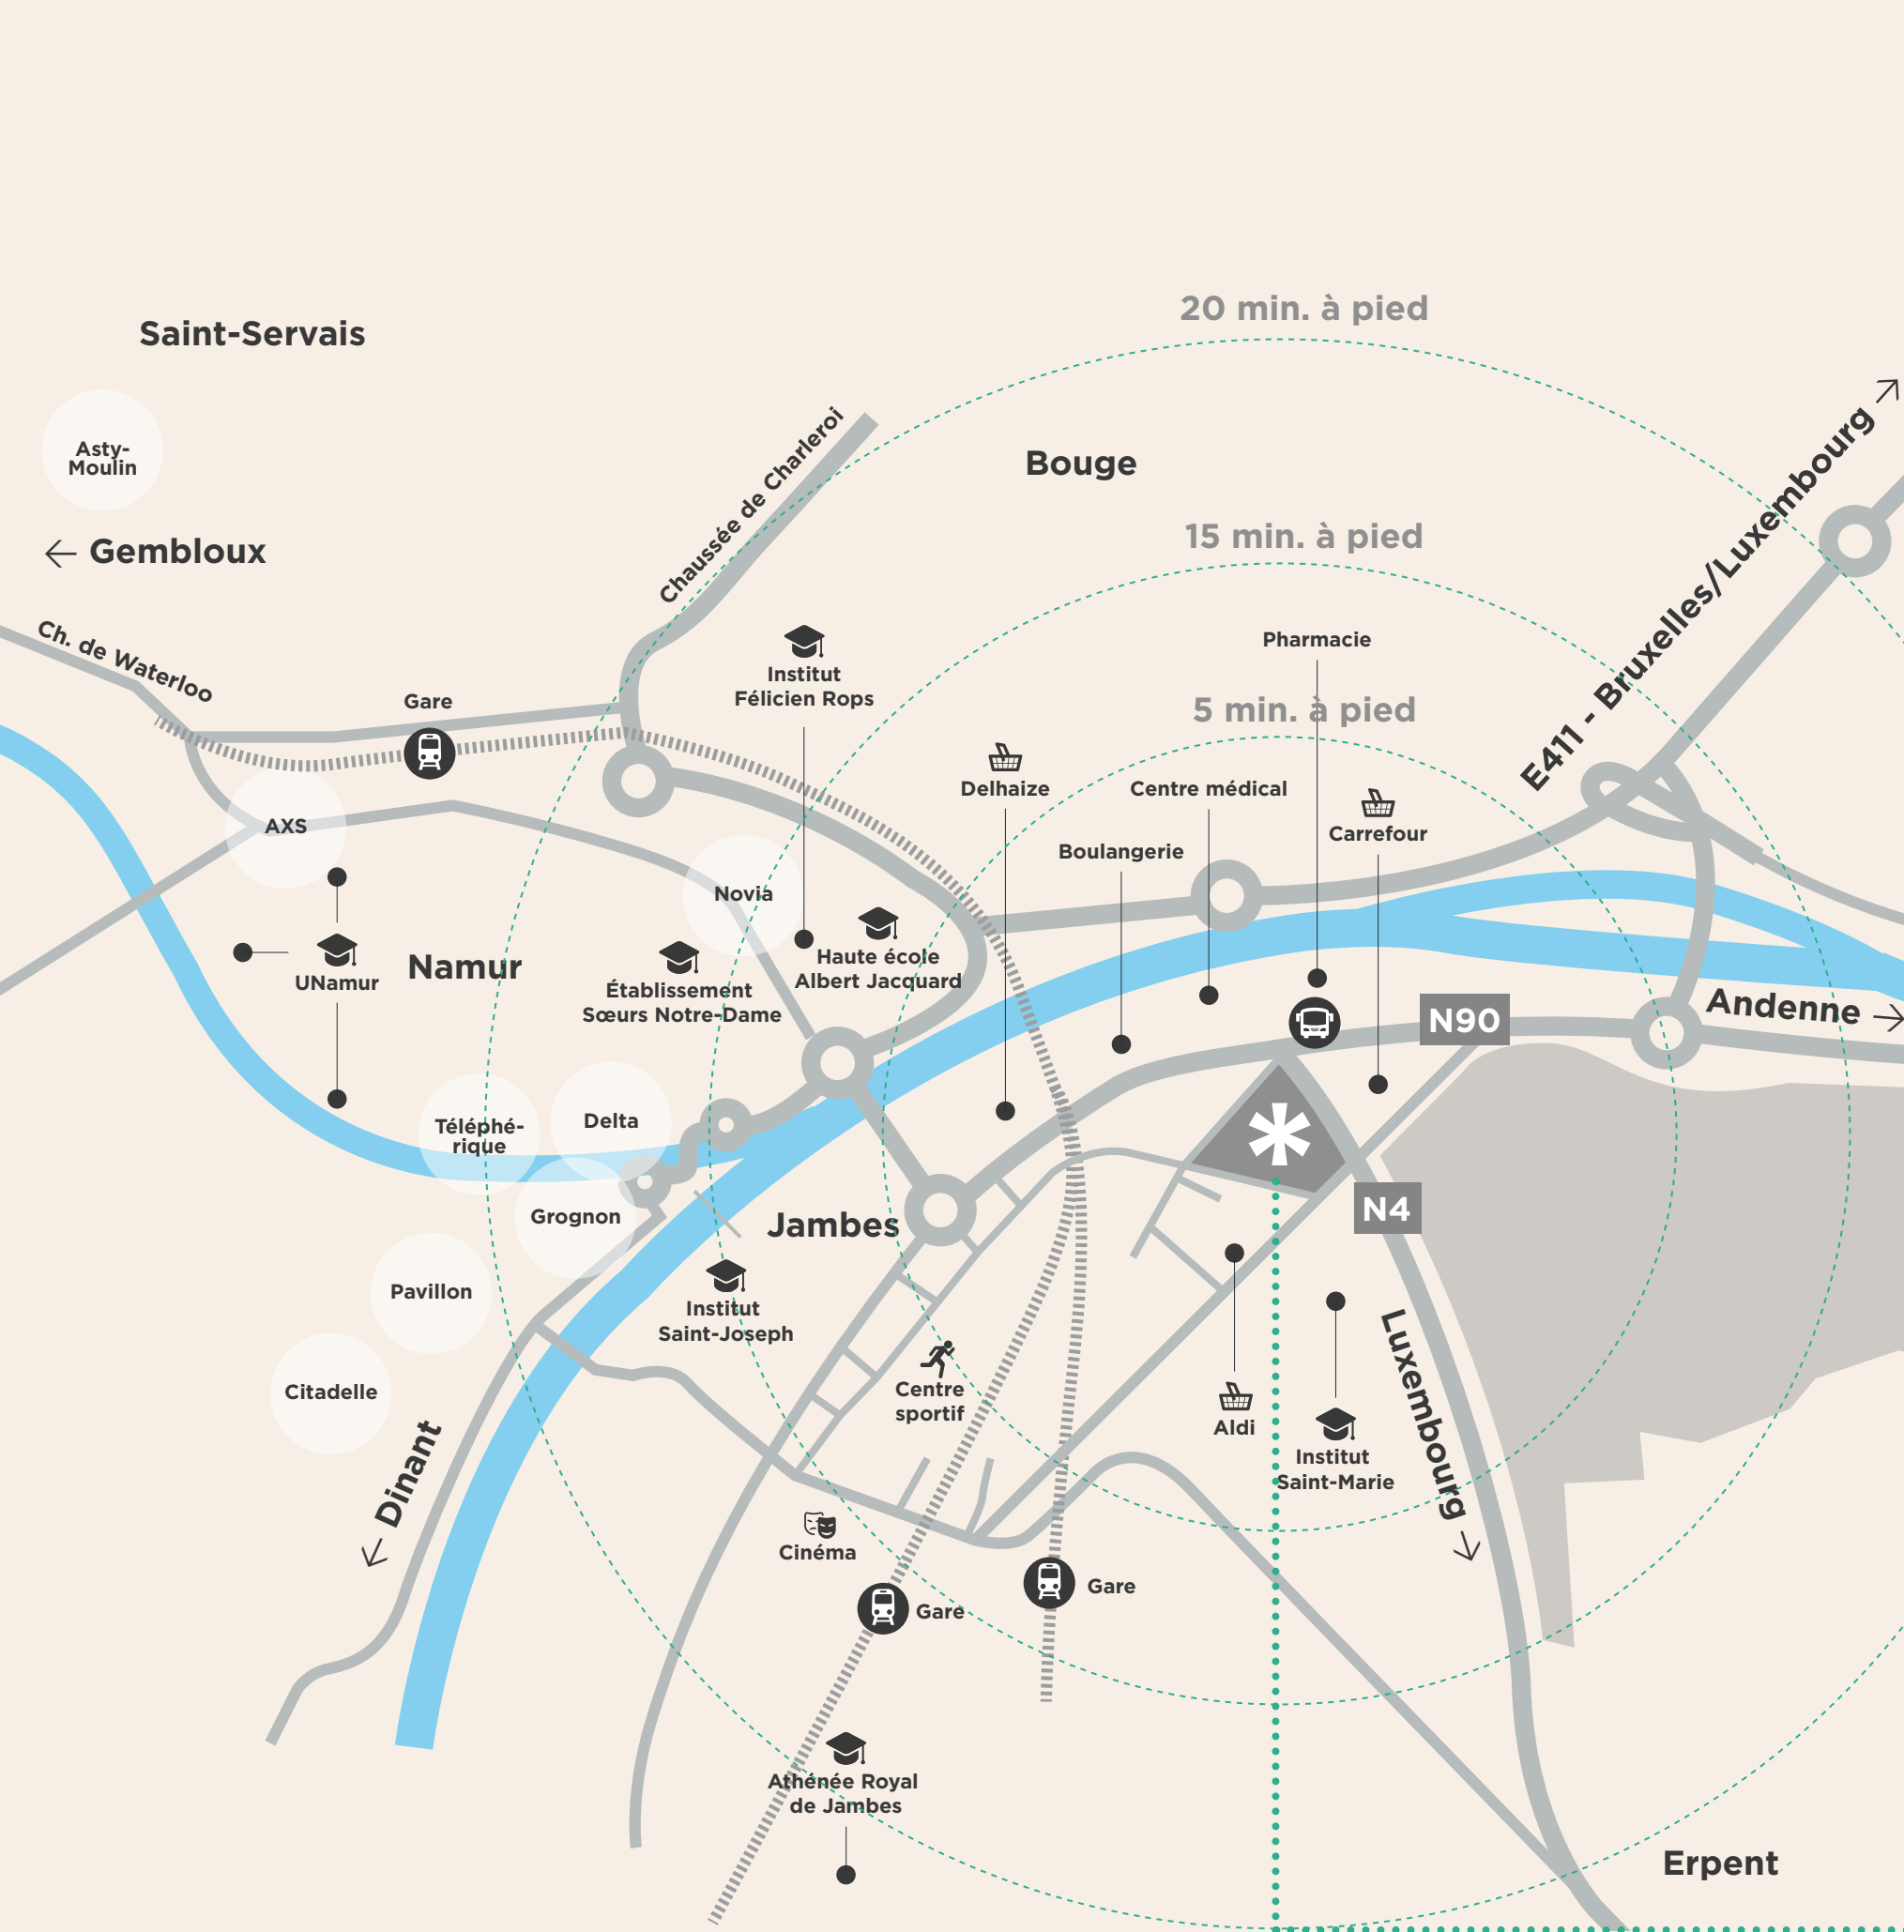 20 min. à pied
Saint-Servais
Asty-
Moulin
Bouge
Chaussée de Charleroi
15 min. à pied
E411 - Bruxelles/Luxembourg
Gembloux
Ch. de Waterloo
Gare
Institut
Félicien Rops
Pharmacie
5 min. à pied
Delhaize
Centre médical
Carrefour
Boulangerie
AXS
Novia
UNamur
Namur
Établissement
Sœurs Notre-Dame
Haute école
Albert Jacquard
N90
Andenne
Téléphé-
rique
Delta
Grognon
Jambes
N4
Pavillon
Institut
Saint-Joseph
Citadelle
Centre
sportif
Aldi
Institut
Saint-Marie
Luxembourg
Dinant
Cinéma
Gare
Gare
Athénée Royal
de Jambes
Erpent